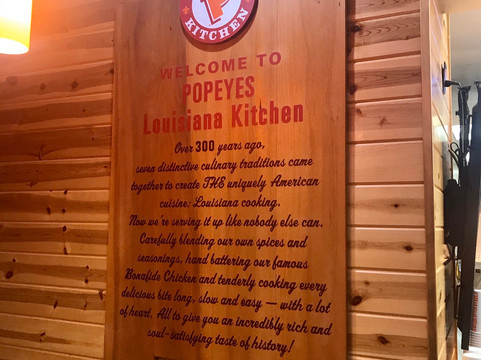 KITCHEN
WELCOME TO
POPEYES
Louisiana Kitchen
Over 300 years ago,
seven distinctive culinary traditions came
together to create THE uniquely American
cuisine: Louisiana cooking.
Now we're serving it up like nobody else can.
Carefully blending our own spices and
seasonings, hand battering our famous
Bonafide Chicken and tenderly cooking every
delicious bite long, slow and easy — with a lot
of heart. All to give you an incredibly rich and
soul-satisfying taste of history!